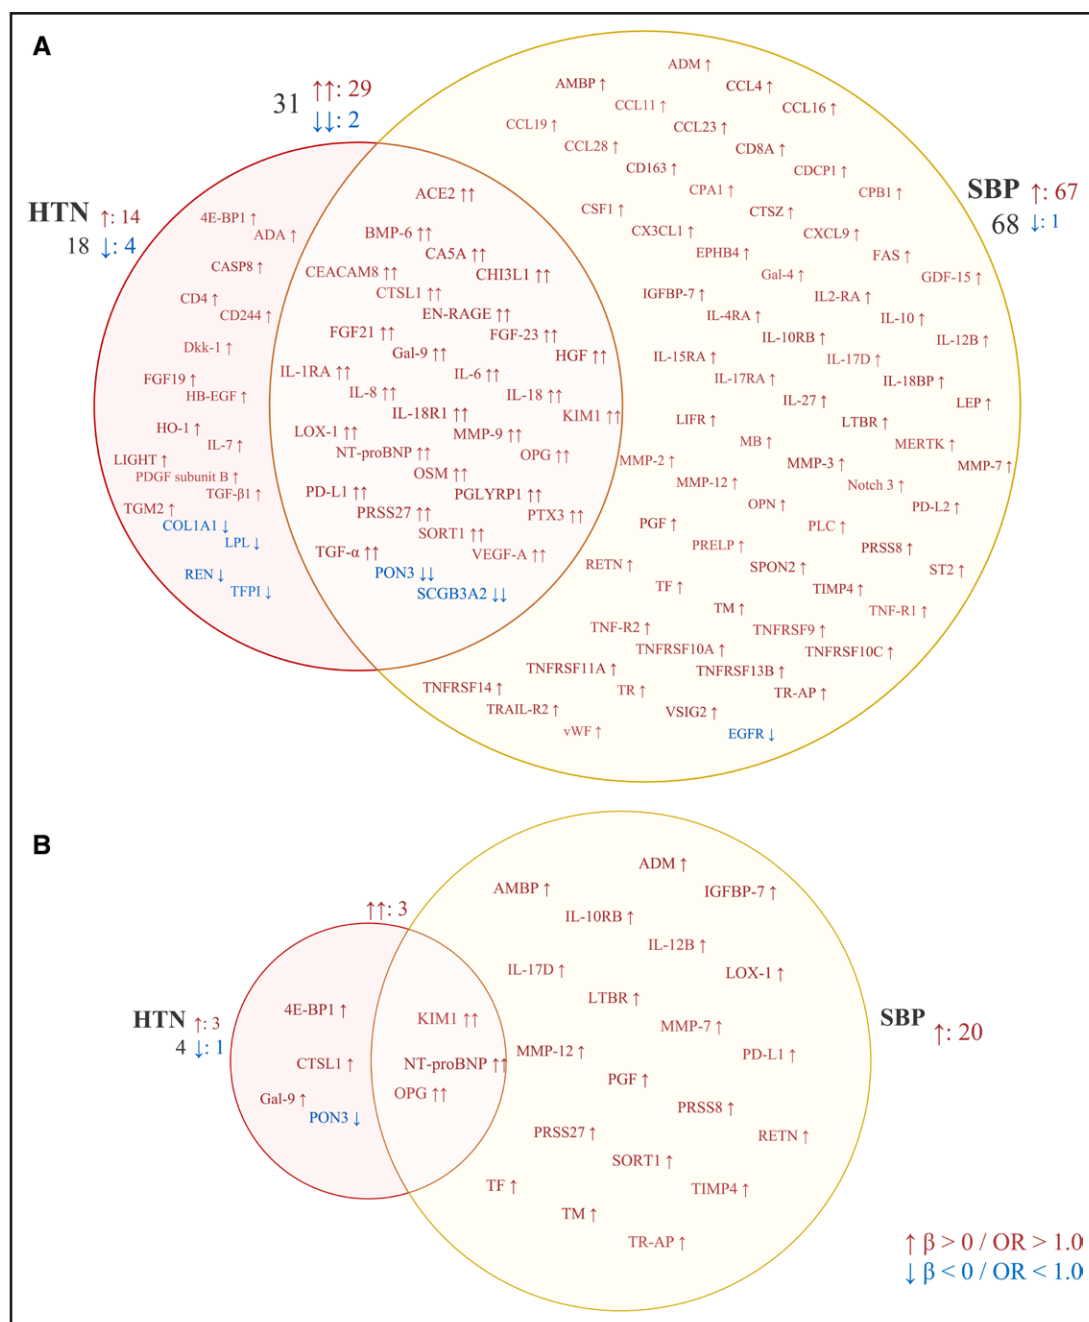 A
31 ↑↑: 29
↓↓: 2
HTN ↑: 14
18 ↓: 4
SBP ↑: 67
68 ↓: 1
4E-BP1 ↑
ADA ↑
CASP8 ↑
CD4 ↑
CD244 ↑
Dkk-1 ↑
FGF19 ↑
HB-EGF ↑
HO-1 ↑
IL-7 ↑
LIGHT ↑
PDGF subunit B ↑
TGF-β1 ↑
TGM2 ↑
COL1A1 ↓
LPL ↓
REN ↓
TFPI ↓
ACE2 ↑↑
BMP-6 ↑↑
CA5A ↑↑
CEACAM8 ↑↑
CHI3L1 ↑↑
CTSL1 ↑↑
EN-RAGE ↑↑
FGF21 ↑↑
FGF-23 ↑↑
Gal-9 ↑↑
HGF ↑↑
IL-1RA ↑↑
IL-6 ↑↑
IL-8 ↑↑
IL-18 ↑↑
IL-18R1 ↑↑
KIM1 ↑↑
LOX-1 ↑↑
MMP-9 ↑↑
NT-proBNP ↑↑
OPG ↑↑
OSM ↑↑
PD-L1 ↑↑
PGLYRP1 ↑↑
PRSS27 ↑↑
PTX3 ↑↑
SORT1 ↑↑
TGF-α ↑↑
VEGF-A ↑↑
PON3 ↓↓
SCGB3A2 ↓↓
ADM ↑
AMBP ↑
CCL4 ↑
CCL11 ↑
CCL16 ↑
CCL19 ↑
CCL23 ↑
CCL28 ↑
CD8A ↑
CD163 ↑
CDCP1 ↑
CPA1 ↑
CPB1 ↑
CSF1 ↑
CTSZ ↑
CX3CL1 ↑
CXCL9 ↑
EPHB4 ↑
FAS ↑
Gal-4 ↑
GDF-15 ↑
IGFBP-7 ↑
IL2-RA ↑
IL-4RA ↑
IL-10 ↑
IL-10RB ↑
IL-12B ↑
IL-15RA ↑
IL-17D ↑
IL-17RA ↑
IL-18BP ↑
IL-27 ↑
LEP ↑
LIFR ↑
LTBR ↑
MB ↑
MERTK ↑
MMP-2 ↑
MMP-3 ↑
MMP-7 ↑
MMP-12 ↑
Notch 3 ↑
OPN ↑
PD-L2 ↑
PGF ↑
PLC ↑
PRELP ↑
PRSS8 ↑
RETN ↑
SPON2 ↑
ST2 ↑
TF ↑
TIMP4 ↑
TM ↑
TNF-R1 ↑
TNF-R2 ↑
TNFRSF9 ↑
TNFRSF10A ↑
TNFRSF10C ↑
TNFRSF11A ↑
TNFRSF13B ↑
TNFRSF14 ↑
TR ↑
TR-AP ↑
TRAIL-R2 ↑
VSIG2 ↑
vWF ↑
EGFR ↓
B
↑↑: 3
HTN ↑: 3
4 ↓: 1
SBP ↑: 20
4E-BP1 ↑
CTSL1 ↑
Gal-9 ↑
PON3 ↓
KIM1 ↑↑
NT-proBNP ↑↑
OPG ↑↑
ADM ↑
AMBP ↑
IGFBP-7 ↑
IL-10RB ↑
IL-12B ↑
IL-17D ↑
LOX-1 ↑
LTBR ↑
MMP-7 ↑
MMP-12 ↑
PD-L1 ↑
PGF ↑
PRSS8 ↑
PRSS27 ↑
RETN ↑
SORT1 ↑
TF ↑
TIMP4 ↑
TM ↑
TR-AP ↑
↑ β > 0 / OR > 1.0
↓ β < 0 / OR < 1.0